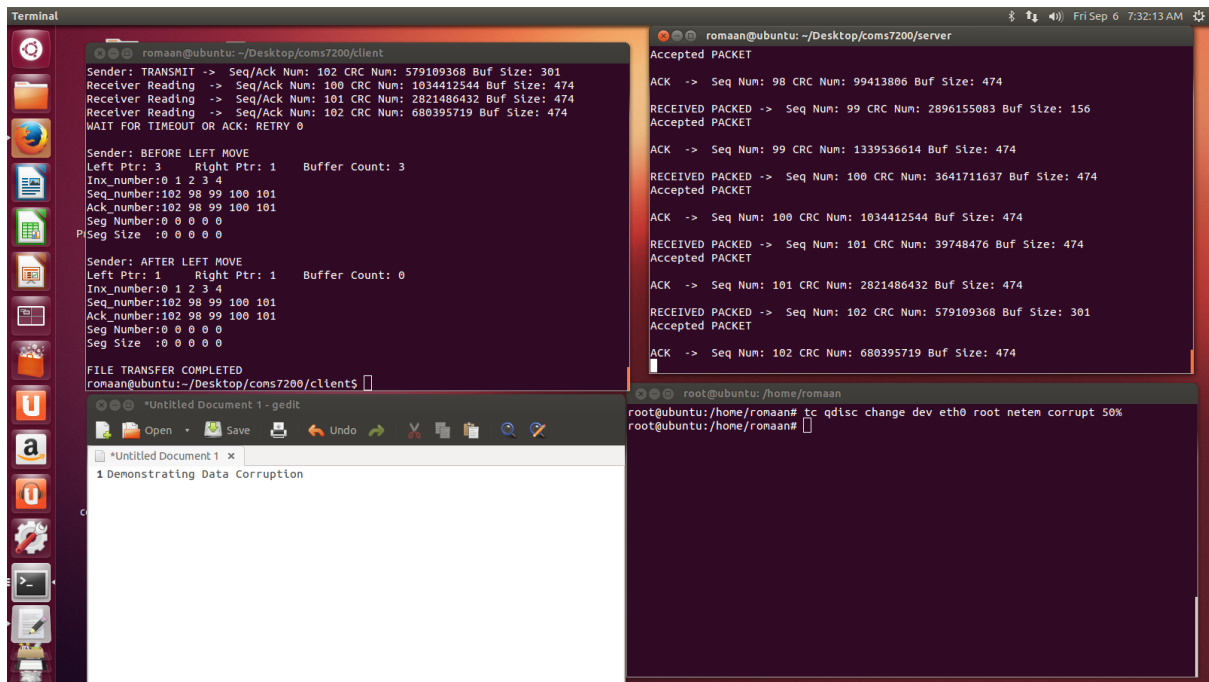 Terminal
Fri Sep 6 7:32:13 AM
romaan@ubuntu: ~/Desktop/coms7200/client
Sender: TRANSMIT -> Seq/Ack Num: 102 CRC Num: 579109368 Buf Size: 301
Receiver Reading -> Seq/Ack Num: 100 CRC Num: 1034412544 Buf Size: 474
Receiver Reading -> Seq/Ack Num: 101 CRC Num: 2821486432 Buf Size: 474
Receiver Reading -> Seq/Ack Num: 102 CRC Num: 680395719 Buf Size: 474
WAIT FOR TIMEOUT OR ACK: RETRY 0
Sender: BEFORE LEFT MOVE
Left Ptr: 3 Right Ptr: 1 Buffer Count: 3
Inx_number:0 1 2 3 4
Seq_number:102 98 99 100 101
Ack_number:102 98 99 100 101
Seg Number:0 0 0 0 0
Seg Size :0 0 0 0 0
Sender: AFTER LEFT MOVE
Left Ptr: 1 Right Ptr: 1 Buffer Count: 0
Inx_number:0 1 2 3 4
Seq_number:102 98 99 100 101
Ack_number:102 98 99 100 101
Seg Number:0 0 0 0 0
Seg Size :0 0 0 0 0
FILE TRANSFER COMPLETED
romaan@ubuntu:~/Desktop/coms7200/client$
romaan@ubuntu: ~/Desktop/coms7200/server
Accepted PACKET
ACK -> Seq Num: 98 CRC Num: 99413806 Buf Size: 474
RECEIVED PACKED -> Seq Num: 99 CRC Num: 2896155083 Buf Size: 156
Accepted PACKET
ACK -> Seq Num: 99 CRC Num: 1339536614 Buf Size: 474
RECEIVED PACKED -> Seq Num: 100 CRC Num: 3641711637 Buf Size: 474
Accepted PACKET
ACK -> Seq Num: 100 CRC Num: 1034412544 Buf Size: 474
RECEIVED PACKED -> Seq Num: 101 CRC Num: 39748476 Buf Size: 474
Accepted PACKET
ACK -> Seq Num: 101 CRC Num: 2821486432 Buf Size: 474
RECEIVED PACKED -> Seq Num: 102 CRC Num: 579109368 Buf Size: 301
Accepted PACKET
ACK -> Seq Num: 102 CRC Num: 680395719 Buf Size: 474
*Untitled Document 1 - gedit
Open Save Undo
*Untitled Document 1 x
1 Demonstrating Data Corruption
root@ubuntu: /home/romaan
root@ubuntu:/home/romaan# tc qdisc change dev eth0 root netem corrupt 50%
root@ubuntu:/home/romaan#